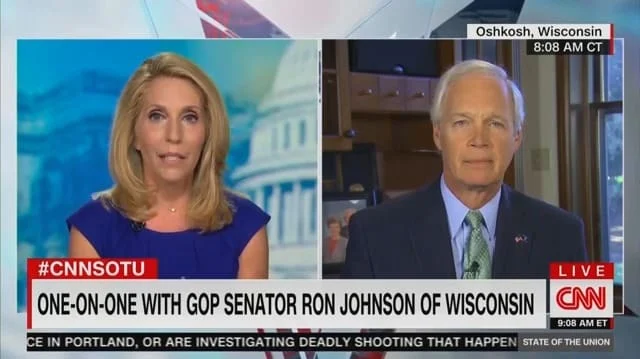 Oshkosh, Wisconsin
8:08 AM CT
#CNNSOTU
LIVE
ONE-ON-ONE WITH GOP SENATOR RON JOHNSON OF WISCONSIN
CNN
9:08 AM ET
CE IN PORTLAND, OR ARE INVESTIGATING DEADLY SHOOTING THAT HAPPEN
STATE OF THE UNION